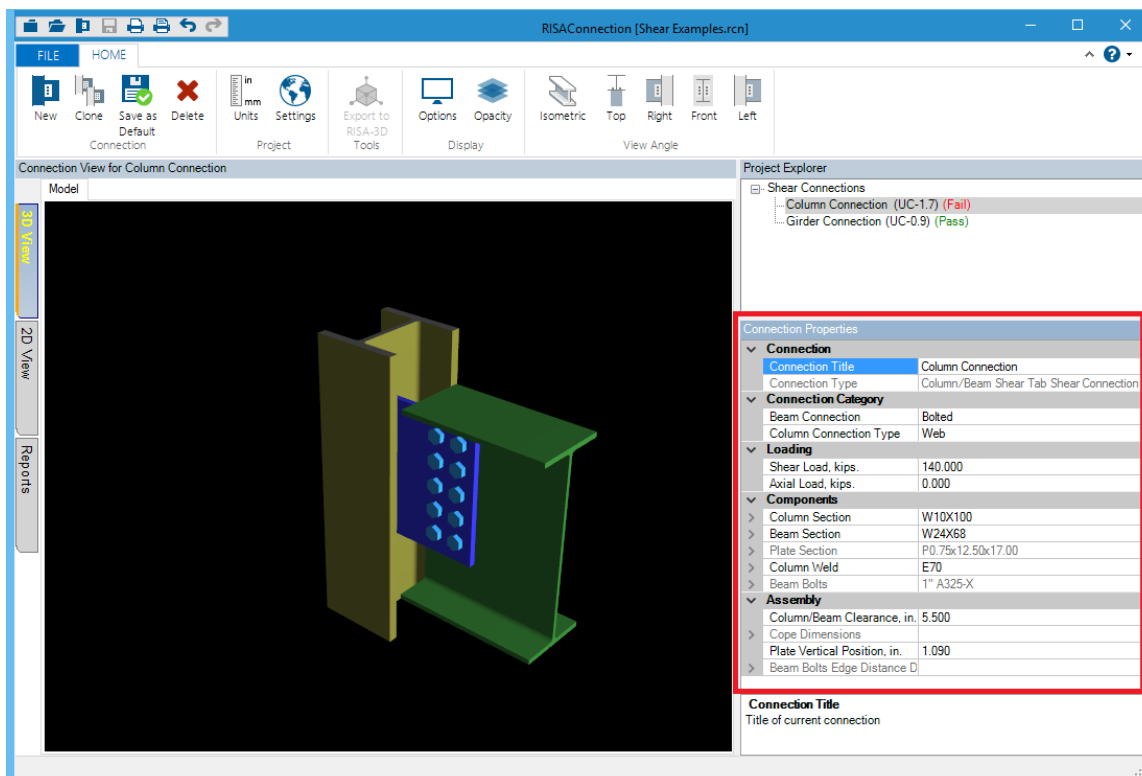 RISAConnection [Shear Examples.rcn]
FILE HOME
in
mm
New Clone Save as Default Delete Units Settings Export to RISA-3D Options Opacity Isometric Top Right Front Left
Connection Project Tools Display View Angle
Connection View for Column Connection
Model
3D View
2D View
Reports
Project Explorer
Shear Connections
Column Connection (UC-1.7) (Fail)
Girder Connection (UC-0.9) (Pass)
Connection Properties
Connection
Connection Title Column Connection
Connection Type Column/Beam Shear Tab Shear Connection
Connection Category
Beam Connection Bolted
Column Connection Type Web
Loading
Shear Load, kips. 140.000
Axial Load, kips. 0.000
Components
Column Section W10X100
Beam Section W24X68
Plate Section P0.75x12.50x17.00
Column Weld E70
Beam Bolts 1" A325-X
Assembly
Column/Beam Clearance, in. 5.500
Cope Dimensions
Plate Vertical Position, in. 1.090
Beam Bolts Edge Distance D
Connection Title
Title of current connection